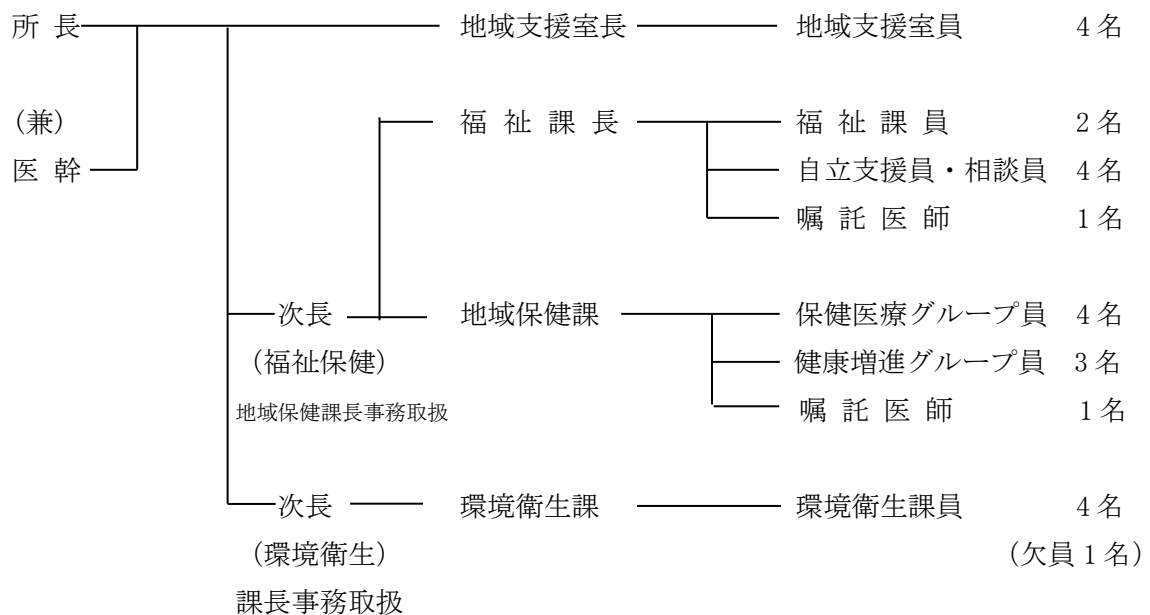 所 長 地域支援室長 地域支援室員 4名
(兼) 福 祉 課 長 福 祉 課 員 2名
医 幹 自立支援員・相談員 4名
嘱 託 医 師 1名
次長 地域保健課 保健医療グループ員 4名
(福祉保健) 健康増進グループ員 3名
地域保健課長事務取扱 嘱 託 医 師 1名
次長 環境衛生課 環境衛生課員 4名
(環境衛生) (欠員1名)
課長事務取扱